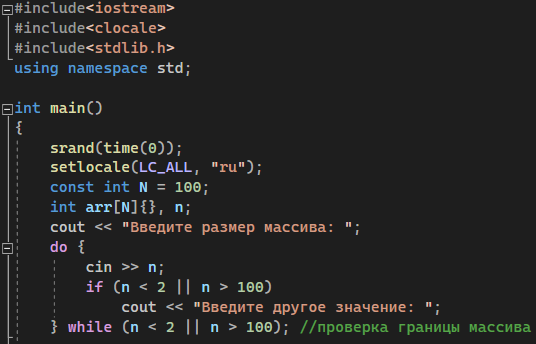 #include<iostream>
#include<clocale>
#include<stdlib.h>
using namespace std;
int main()
{
srand(time(0));
setlocale(LC_ALL, "ru");
const int N = 100;
int arr[N]{}, n;
cout << "Введите размер массива: ";
do {
cin >> n;
if (n < 2 || n > 100)
cout << "Введите другое значение: ";
} while (n < 2 || n > 100); //проверка границы массива